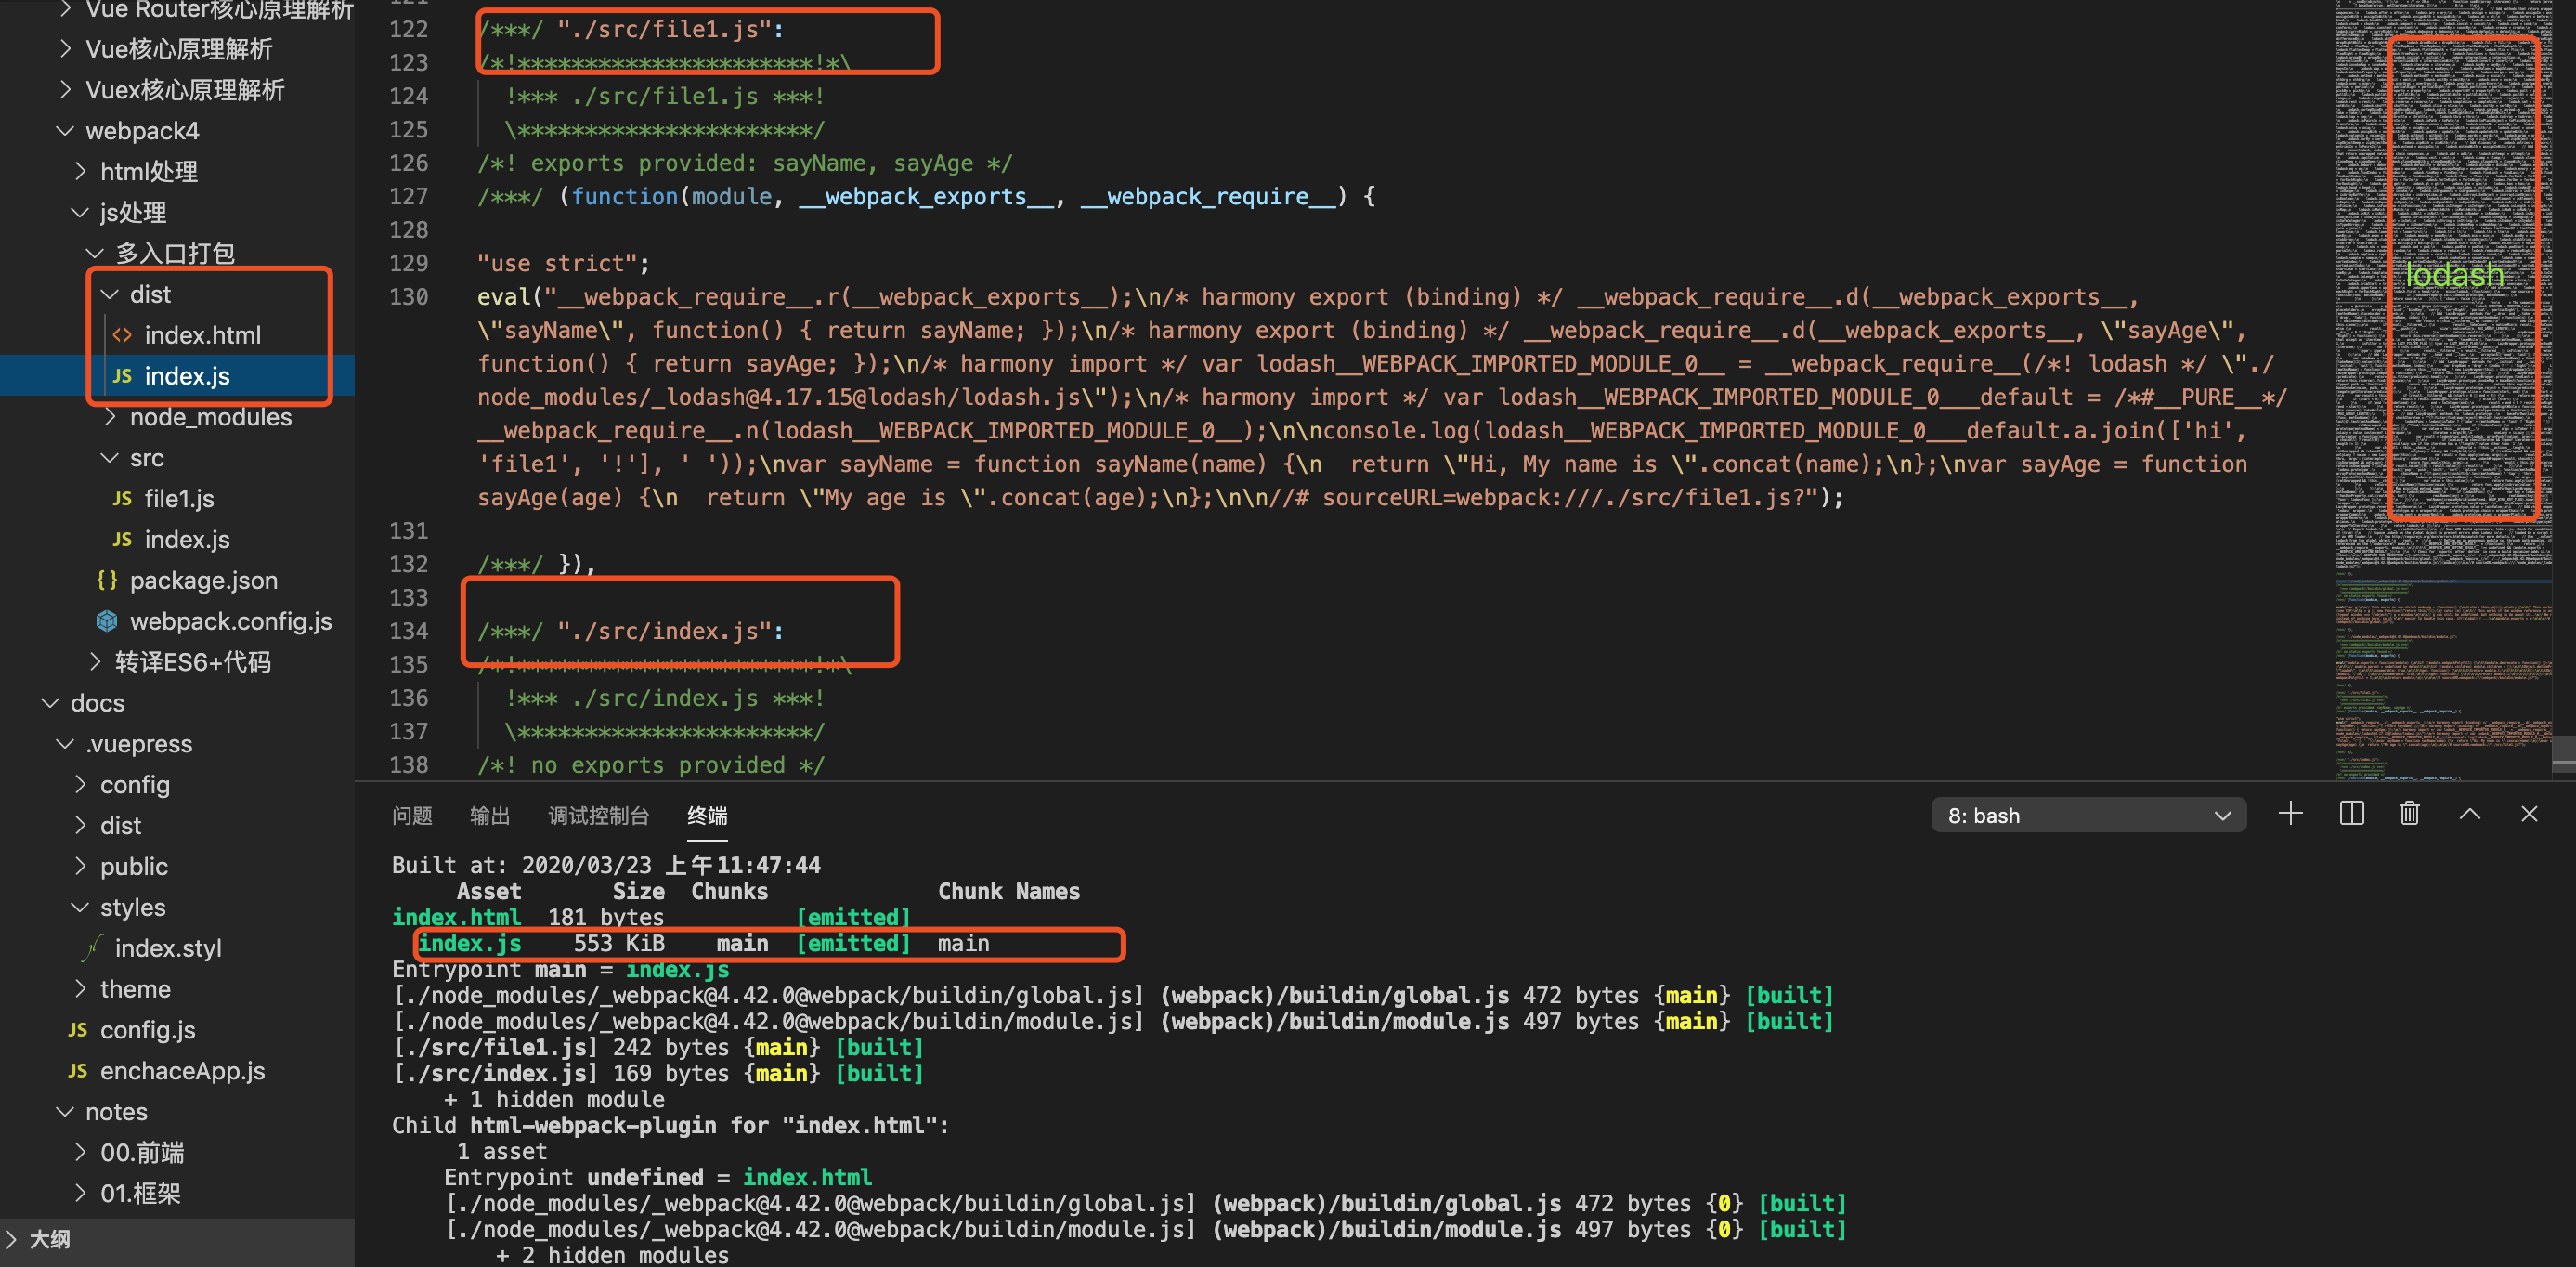 Vue Router核心原理解析
Vue核心原理解析
Vuex核心原理解析
webpack4
html处理
js处理
多入口打包
dist
index.html
JS index.js
node_modules
src
JS file1.js
JS index.js
{} package.json
webpack.config.js
转译ES6+代码
docs
.vuepress
config
dist
public
styles
index.styl
theme
JS config.js
JS enchaceApp.js
notes
00.前端
01.框架
大纲
121
122 /***/ "./src/file1.js":
123 /*!**********************!*\
124   !*** ./src/file1.js ***!
125   \**********************/
126 /*! exports provided: sayName, sayAge */
127 /***/ (function(module, __webpack_exports__, __webpack_require__) {
128
129 "use strict";
130 eval("__webpack_require__.r(__webpack_exports__);\n/* harmony export (binding) */ __webpack_require__.d(__webpack_exports__,
\"sayName\", function() { return sayName; });\n/* harmony export (binding) */ __webpack_require__.d(__webpack_exports__, \"sayAge\",
function() { return sayAge; });\n/* harmony import */ var lodash__WEBPACK_IMPORTED_MODULE_0__ = __webpack_require__(/*! lodash */ \"./
node_modules/_lodash@4.17.15@lodash/lodash.js\");\n/* harmony import */ var lodash__WEBPACK_IMPORTED_MODULE_0___default = /*#__PURE__*/
__webpack_require__.n(lodash__WEBPACK_IMPORTED_MODULE_0__);\n\nconsole.log(lodash__WEBPACK_IMPORTED_MODULE_0___default.a.join(['hi',
'file1', '!'], ' '));\nvar sayName = function sayName(name) {\n  return \"Hi, My name is \".concat(name);\n};\nvar sayAge = function
sayAge(age) {\n  return \"My age is \".concat(age);\n};\n\n//# sourceURL=webpack:///./src/file1.js?");
131
132 /***/ }),
133
134 /***/ "./src/index.js":
135 /*!**********************!*\
136   !*** ./src/index.js ***!
137   \**********************/
138 /*! no exports provided */
lodash
问题 输出 调试控制台 终端 8: bash
Built at: 2020/03/23 上午11:47:44
Asset Size Chunks Chunk Names
index.html 181 bytes [emitted]
index.js 553 KiB main [emitted] main
Entrypoint main = index.js
[./node_modules/_webpack@4.42.0@webpack/buildin/global.js] (webpack)/buildin/global.js 472 bytes {main} [built]
[./node_modules/_webpack@4.42.0@webpack/buildin/module.js] (webpack)/buildin/module.js 497 bytes {main} [built]
[./src/file1.js] 242 bytes {main} [built]
[./src/index.js] 169 bytes {main} [built]
+ 1 hidden module
Child html-webpack-plugin for "index.html":
1 asset
Entrypoint undefined = index.html
[./node_modules/_webpack@4.42.0@webpack/buildin/global.js] (webpack)/buildin/global.js 472 bytes {0} [built]
[./node_modules/_webpack@4.42.0@webpack/buildin/module.js] (webpack)/buildin/module.js 497 bytes {0} [built]
+ 2 hidden modules